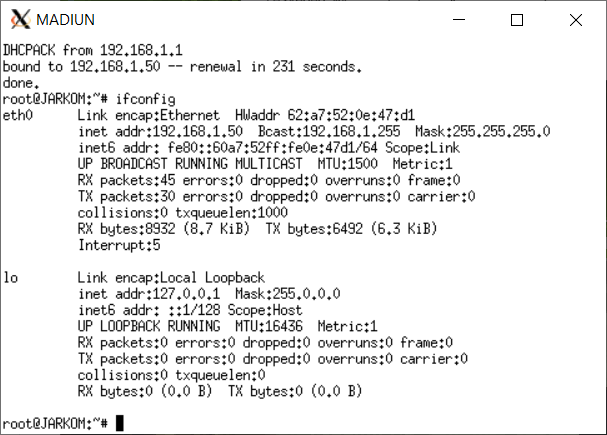 MADIUN
DHCPACK from 192.168.1.1
bound to 192.168.1.50 -- renewal in 231 seconds.
done.
root@JARKOM:~# ifconfig
eth0      Link encap:Ethernet  HWaddr 62:a7:52:0e:47:d1
          inet addr:192.168.1.50  Bcast:192.168.1.255  Mask:255.255.255.0
          inet6 addr: fe80::60a7:52ff:fe0e:47d1/64 Scope:Link
          UP BROADCAST RUNNING MULTICAST  MTU:1500  Metric:1
          RX packets:45 errors:0 dropped:0 overruns:0 frame:0
          TX packets:30 errors:0 dropped:0 overruns:0 carrier:0
          collisions:0 txqueuelen:1000
          RX bytes:8932 (8.7 KiB)  TX bytes:6492 (6.3 KiB)
          Interrupt:5
lo        Link encap:Local Loopback
          inet addr:127.0.0.1  Mask:255.0.0.0
          inet6 addr: ::1/128 Scope:Host
          UP LOOPBACK RUNNING  MTU:16436  Metric:1
          RX packets:0 errors:0 dropped:0 overruns:0 frame:0
          TX packets:0 errors:0 dropped:0 overruns:0 carrier:0
          collisions:0 txqueuelen:0
          RX bytes:0 (0.0 B)  TX bytes:0 (0.0 B)
root@JARKOM:~#